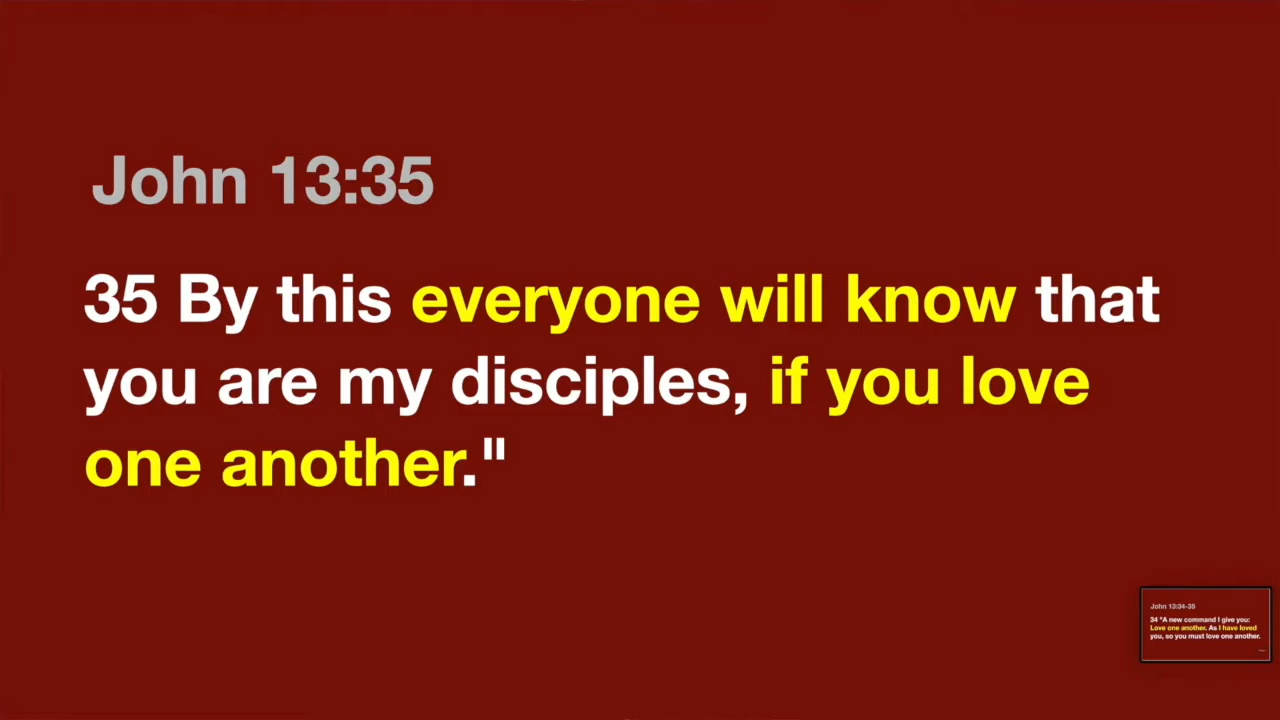 John 13:35
35 By this everyone will know that
you are my disciples, if you love
one another."
John 13:34-35
34 "A new command I give you:
Love one another. As I have loved
you, so you must love one another.